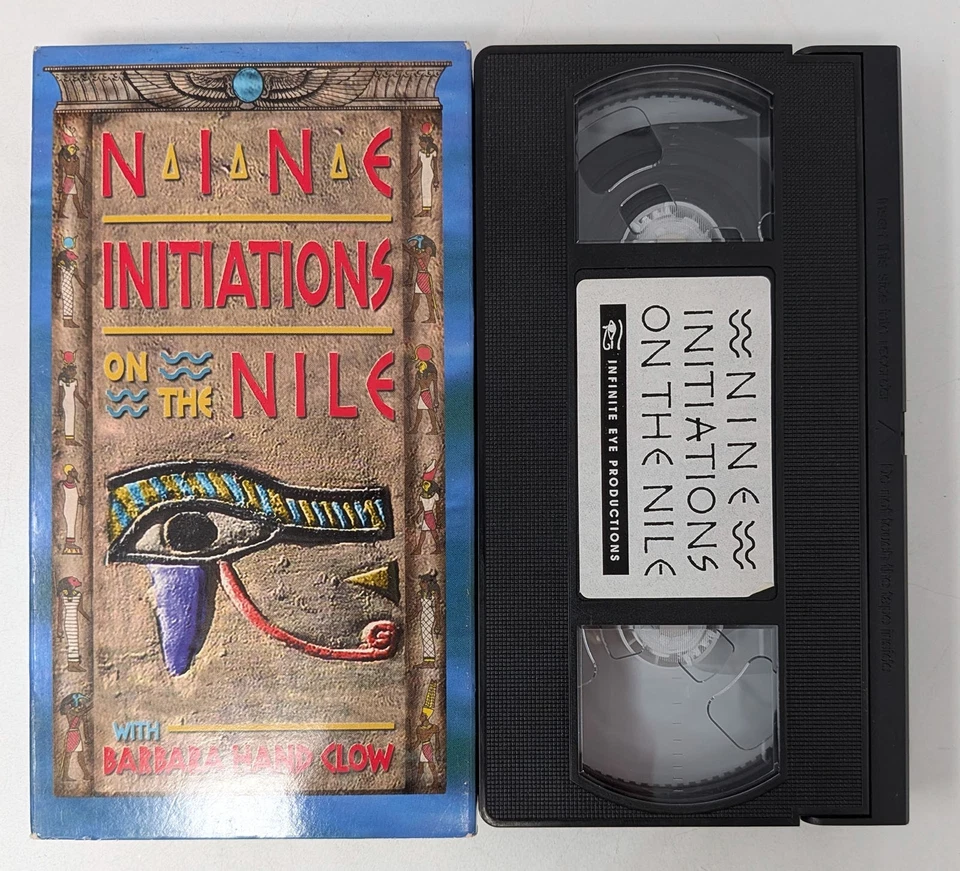 NINE
INITIATIONS
ON
THE NILE
WITH
BARBARA HAND CLOW
NINE
INITIATIONS
ON THE NILE
INFINITE EYE PRODUCTIONS